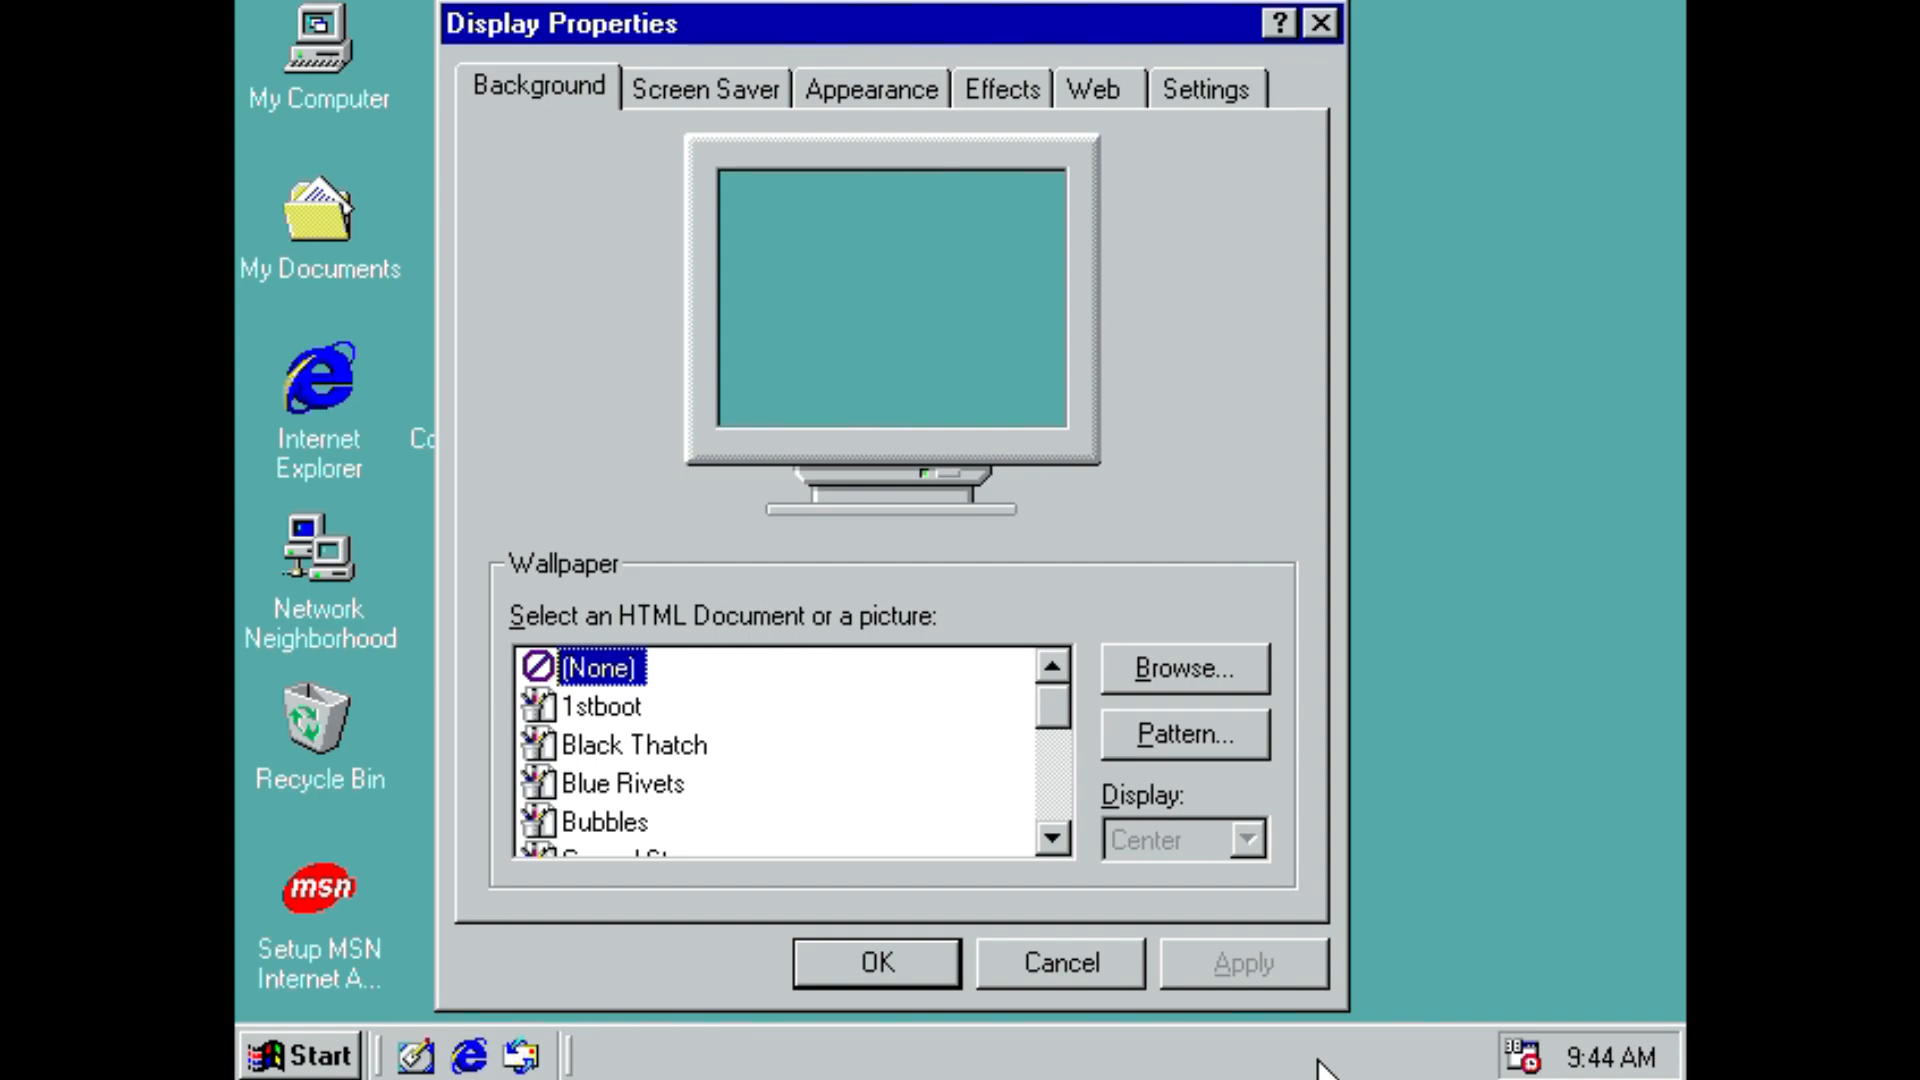 My Computer
My Documents
Internet
Explorer
Co
Network
Neighborhood
Recycle Bin
msn
Setup MSN
Internet A...
Display Properties
Background
Screen Saver
Appearance
Effects
Web
Settings
Wallpaper
Select an HTML Document or a picture:
(None)
1stboot
Black Thatch
Blue Rivets
Bubbles
Browse...
Pattern...
Display:
Center
OK
Cancel
Apply
Start
9:44 AM